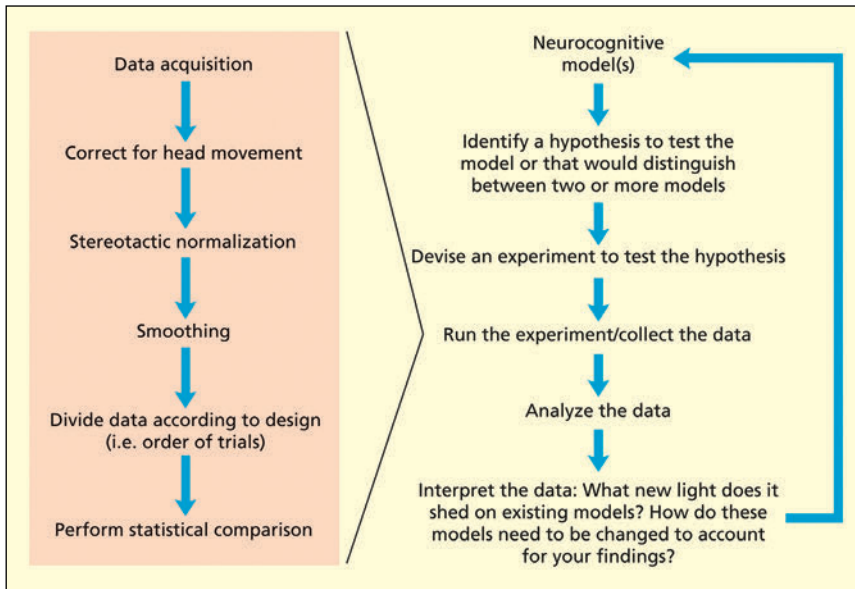 Data acquisition
Correct for head movement
Stereotactic normalization
Smoothing
Divide data according to design
(i.e. order of trials)
Perform statistical comparison
Neurocognitive
model(s)
Identify a hypothesis to test the
model or that would distinguish
between two or more models
Devise an experiment to test the hypothesis
Run the experiment/collect the data
Analyze the data
Interpret the data: What new light does it
shed on existing models? How do these
models need to be changed to account
for your findings?